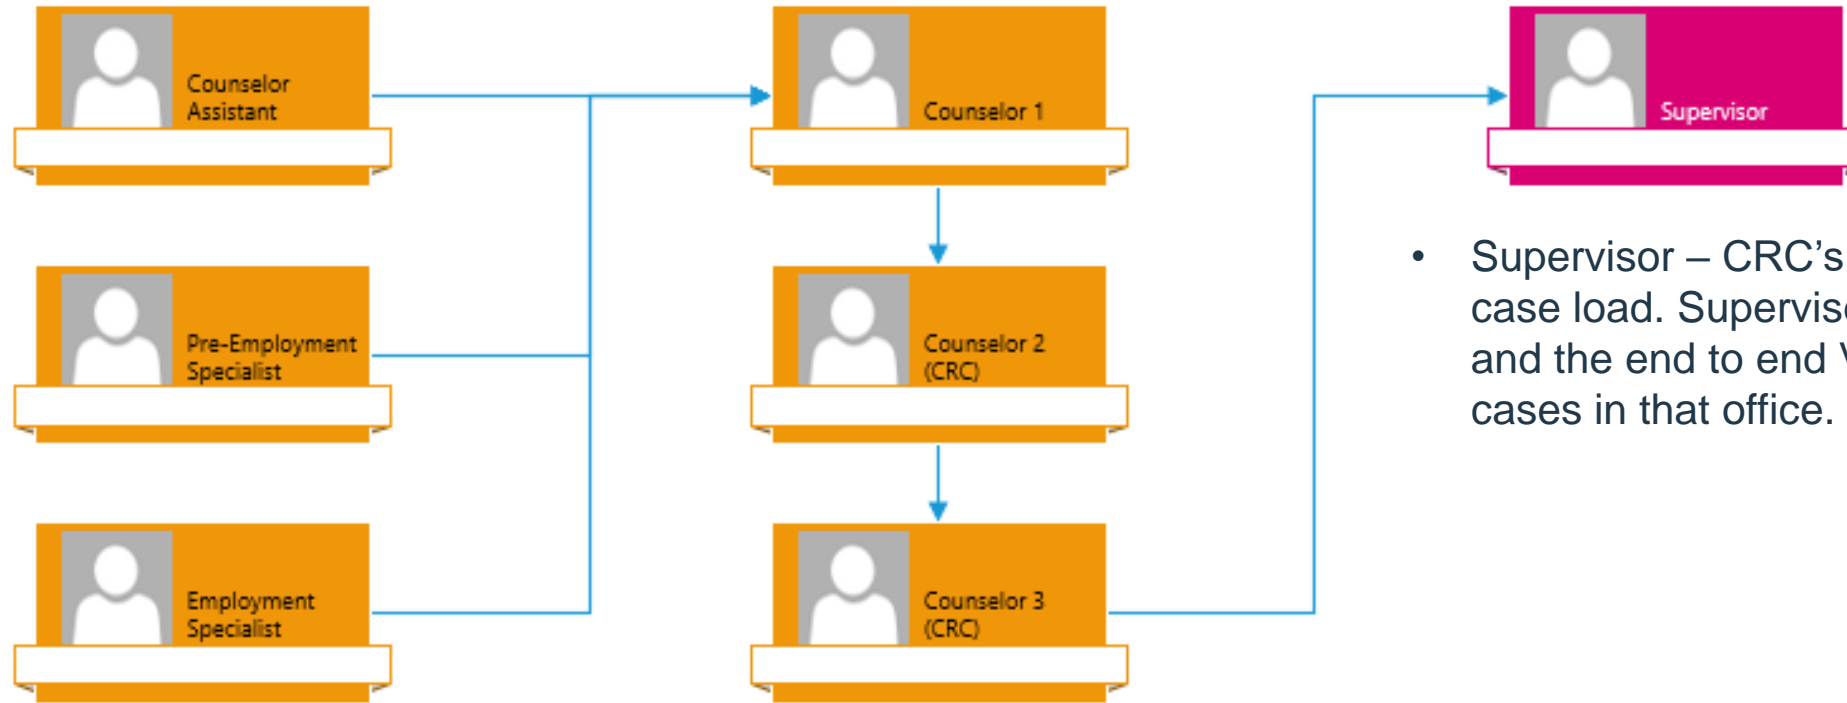 Counselor
Assistant
Pre-Employment
Specialist
Employment
Specialist
Counselor 1
Counselor 2
(CRC)
Counselor 3
(CRC)
Supervisor
• Supervisor – CRC’s
case load.
and the end to end
cases in that office.